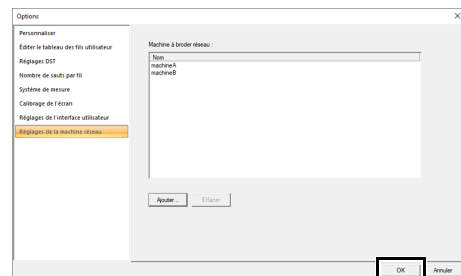 Options
Personnaliser
Éditer le tableau des fils utilisateur
Réglages DST
Nombre de sauts par fil
Système de mesure
Calibrage de l'écran
Réglages de l'interface utilisateur
Réglages de la machine réseau
Machine à broder réseau :
Nom
machineA
machineB
Ajouter...
Effacer
OK
Annuler